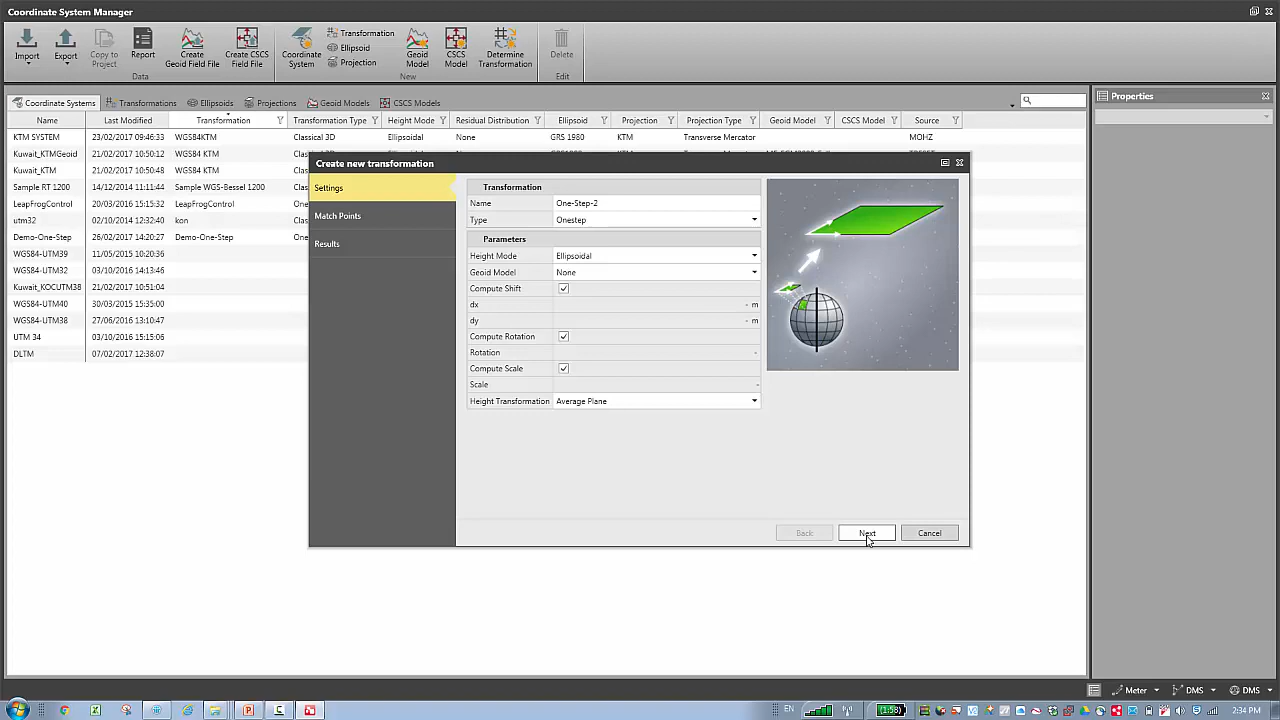 Coordinate System Manager
Import
Export
Copy to
Project
Report
Create
Geoid Field File
Create CSCS
Field File
Data
Coordinate
System
Transformation
Ellipsoid
Projection
Geoid
Model
CSCS
Model
Determine
Transformation
New
Delete
Edit
Coordinate Systems Transformations Ellipsoids Projections Geoid Models CSCS Models
Name Last Modified Transformation Transformation Type Height Mode Residual Distribution Ellipsoid Projection Projection Type Geoid Model CSCS Model Source
KTM SYSTEM 23/02/2017 09:46:33 WGS84KTM Classical 3D Ellipsoidal None GRS 1980 KTM Transverse Mercator MOHZ
Kuwait_KTMGeoid 21/02/2017 10:50:12 WGS84 KTM
Kuwait_KTM 21/02/2017 10:50:48 WGS84 KTM
Sample RT 1200 14/12/2014 11:11:44 Sample WGS-Bessel 1200
LeapFrogControl 20/03/2016 15:15:32 LeapFrogControl
utm32 02/10/2014 12:32:40 kon
Demo-One-Step 26/02/2017 14:20:27 Demo-One-Step
WGS84-UTM39 11/05/2015 10:20:36
WGS84-UTM32 03/10/2016 14:13:46
Kuwait_KOCUTM38 21/02/2017 10:51:04
WGS84-UTM40 30/03/2015 15:35:00
WGS84-UTM38 27/06/2016 13:10:47
UTM 34 03/10/2016 15:15:06
DLTM 07/02/2017 12:38:07
Create new transformation
Settings
Match Points
Results
Transformation
Name One-Step-2
Type Onestep
Parameters
Height Mode Ellipsoidal
Geoid Model None
Compute Shift
dx - m
dy - m
Compute Rotation
Rotation -
Compute Scale
Scale -
Height Transformation Average Plane
Back Next Cancel
Properties
Meter DMS DMS
EN (1:58) 2:34 PM